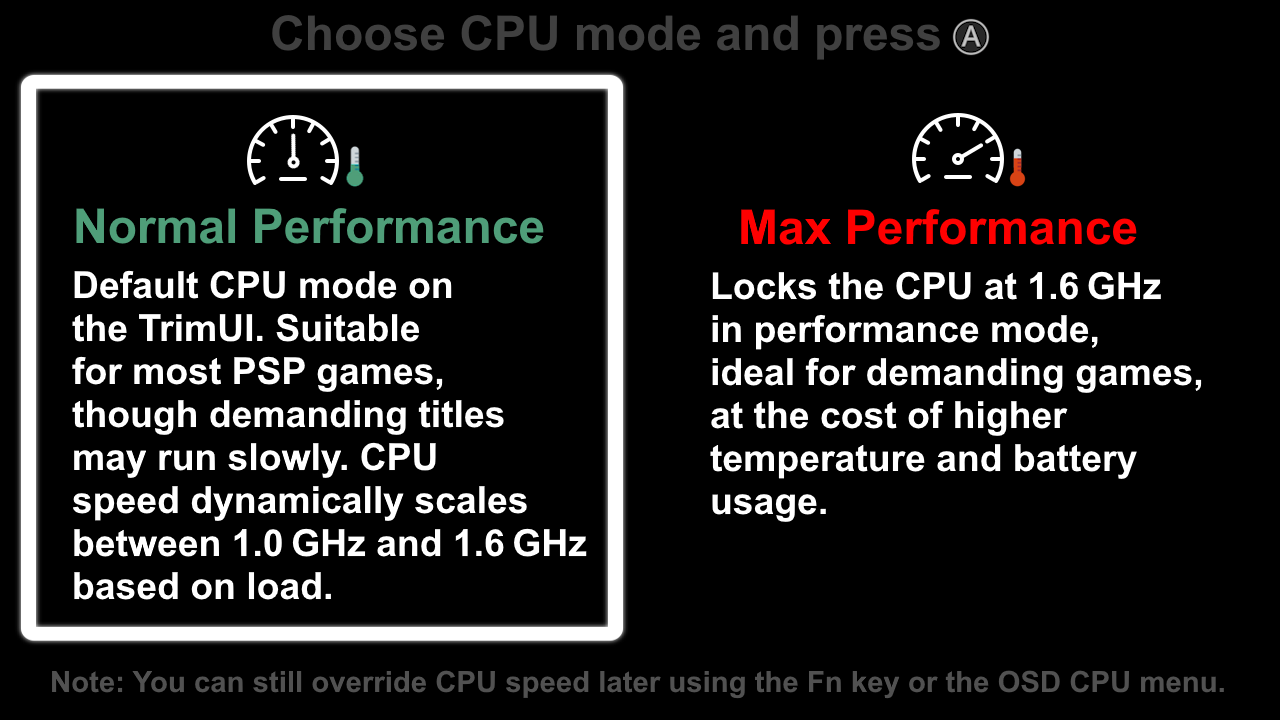 Choose CPU mode and press A
Normal Performance
Default CPU mode on
the TrimUI. Suitable
for most PSP games,
though demanding titles
may run slowly. CPU
speed dynamically scales
between 1.0 GHz and 1.6 GHz
based on load.
Max Performance
Locks the CPU at 1.6 GHz
in performance mode,
ideal for demanding games,
at the cost of higher
temperature and battery
usage.
Note: You can still override CPU speed later using the Fn key or the OSD CPU menu.